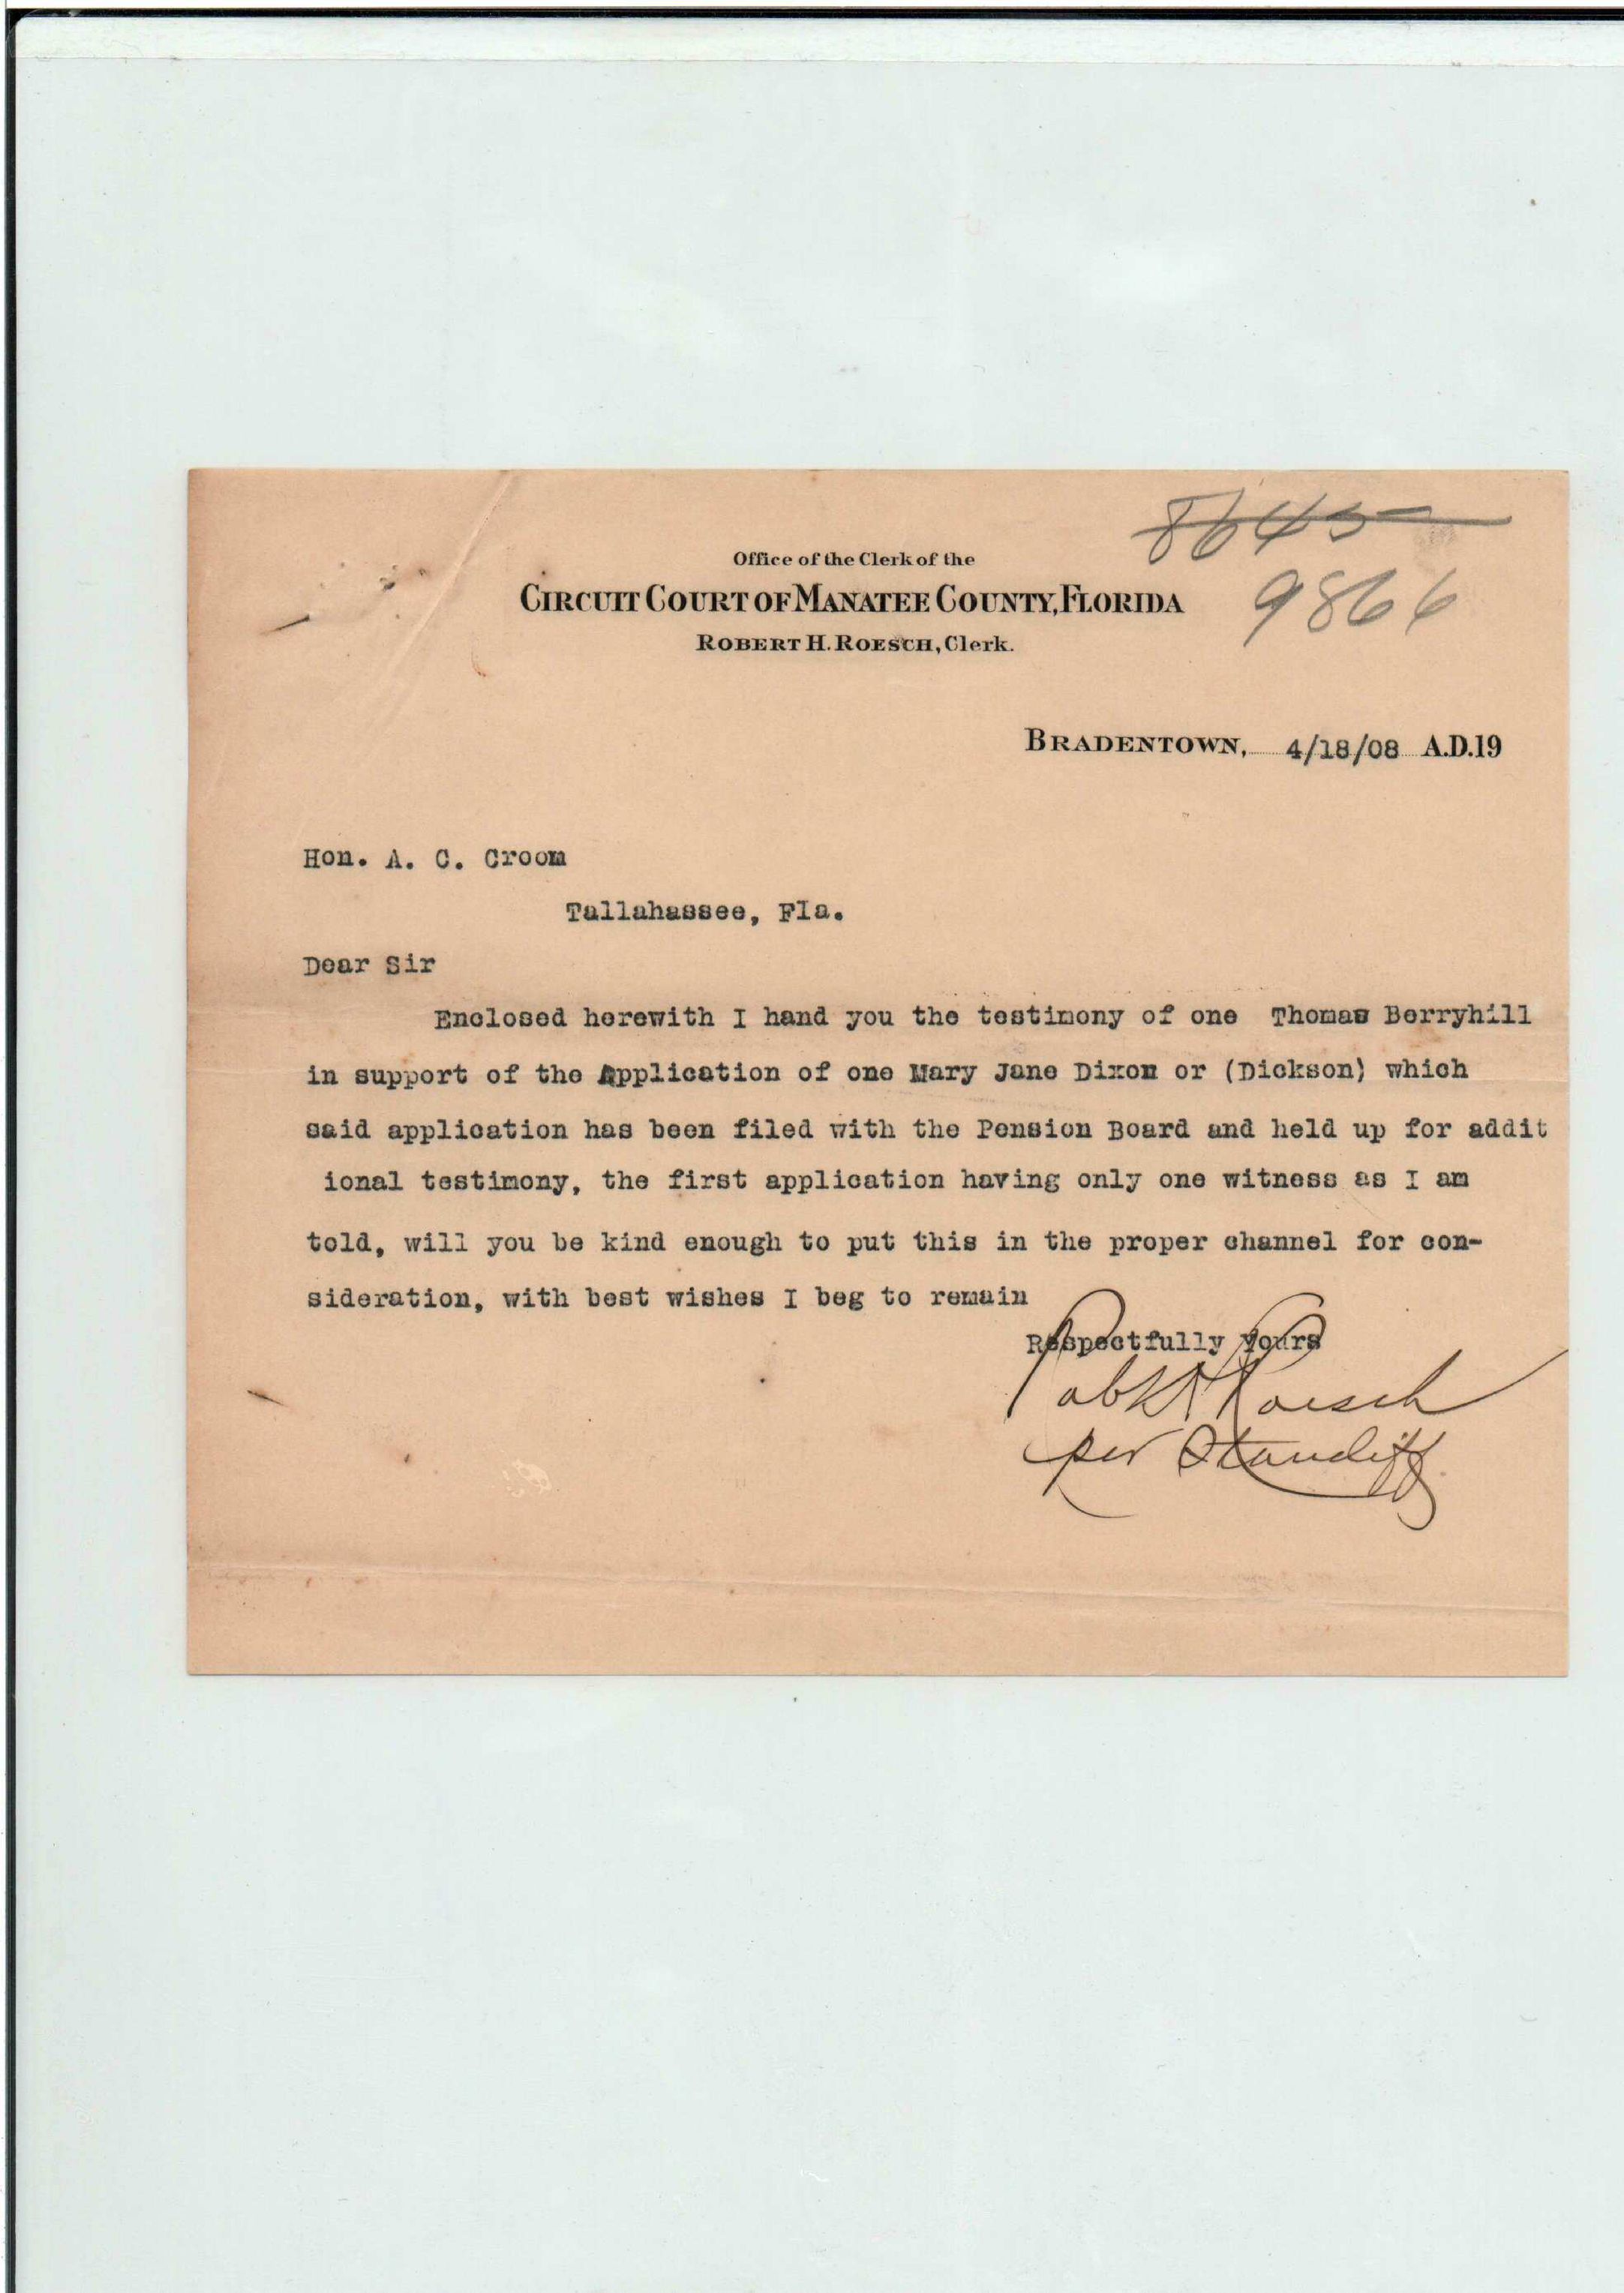 8645
Office of the Clerk of the
CIRCUIT COURT OF MANATEE COUNTY, FLORIDA
9866
ROBERT H. ROESCH, Clerk.
BRADENTOWN, 4/18/08 A.D.19
Hon. A. C. Croom
Tallahassee, Fla.
Dear Sir
Enclosed herewith I hand you the testimony of one Thomas Berryhill
in support of the Application of one Mary Jane Dixon or (Dickson) which
said application has been filed with the Pension Board and held up for addit
ional testimony, the first application having only one witness as I am
told, will you be kind enough to put this in the proper channel for con-
sideration, with best wishes I beg to remain
Respectfully yours
Robt H Roesch
per Standiff